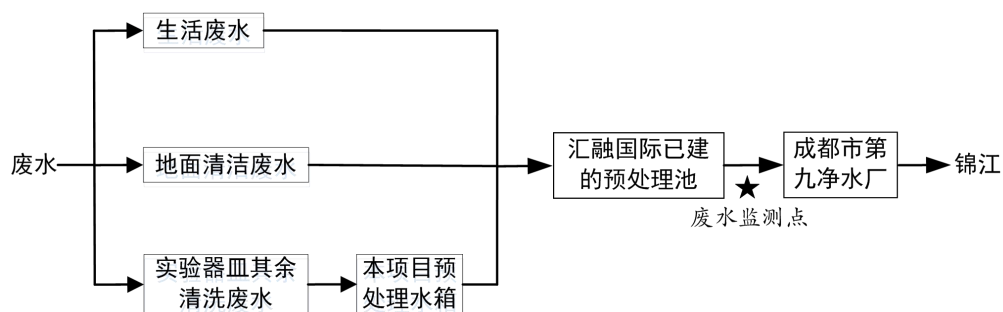 生活废水
废水
地面清洁废水
实验器皿其余
清洗废水
本项目预
处理水箱
汇融国际已建
的预处理池
废水监测点
成都市第
九净水厂
锦江